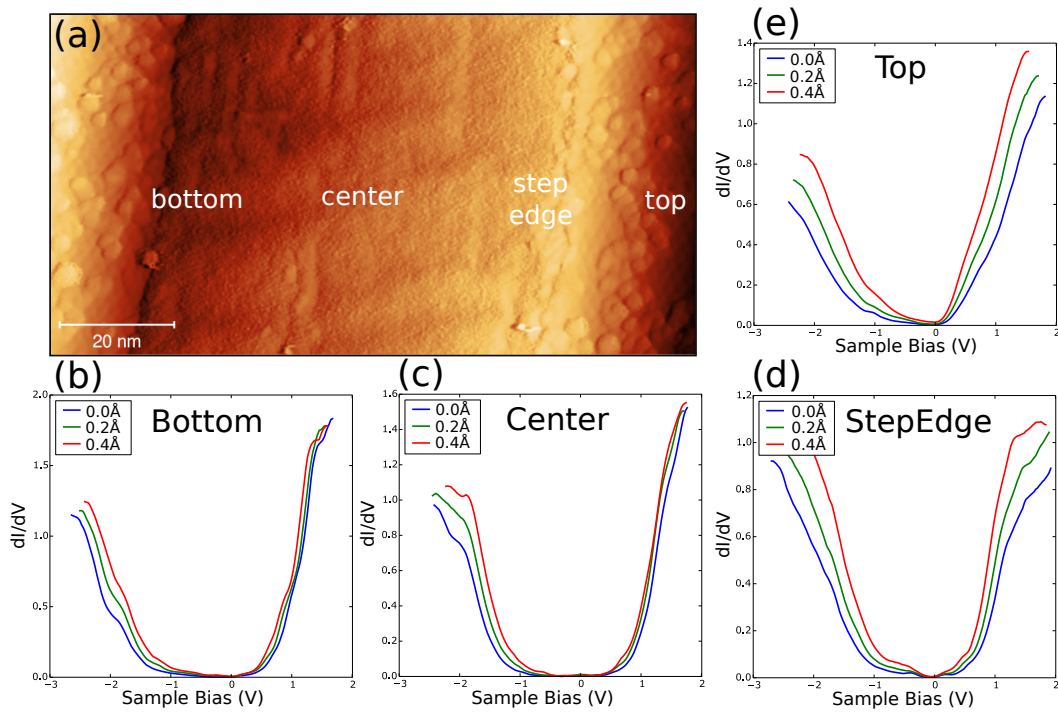 (a)
bottom
center
step
edge
top
20 nm
(e)
Top
0.0Å
0.2Å
0.4Å
1.4
1.2
1.0
0.8
0.6
0.4
0.2
0.0
dI/dV
−3 −2 −1 0 1 2
Sample Bias (V)
(b)
Bottom
0.0Å
0.2Å
0.4Å
2.0
1.5
1.0
0.5
0.0
dI/dV
−2 −1 0 1 2
Sample Bias (V)
(c)
Center
0.0Å
0.2Å
0.4Å
1.6
1.4
1.2
1.0
0.8
0.6
0.4
0.2
0.0
dI/dV
−3 −2 −1 0 1 2
Sample Bias (V)
(d)
StepEdge
0.0Å
0.2Å
0.4Å
1.2
1.0
0.8
0.6
0.4
0.2
0.0
dI/dV
−3 −2 −1 0 1 2
Sample Bias (V)